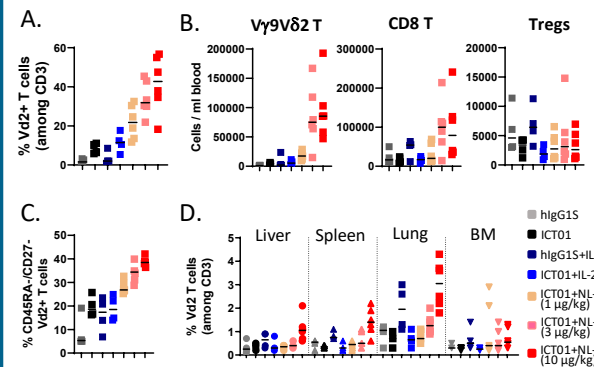 A.
% Vd2+ T cells
(among CD3)
60
40
20
0
B.
Vγ9Vδ2 T
CD8 T
Tregs
Cells / ml blood
200000
150000
100000
50000
0
300000
200000
100000
0
20000
15000
10000
5000
0
C.
% CD45RA-/CD27-
Vd2+ T cells
50
40
30
20
10
0
D.
Liver
Spleen
Lung
BM
% Vd2 T cells
(among CD3)
5
4
3
2
1
0
hIgG1S
ICT01
hIgG1S+IL
ICT01+IL-2
ICT01+NL-
(1 μg/kg)
ICT01+NL-
(3 μg/kg)
ICT01+NL-
(10 μg/kg)